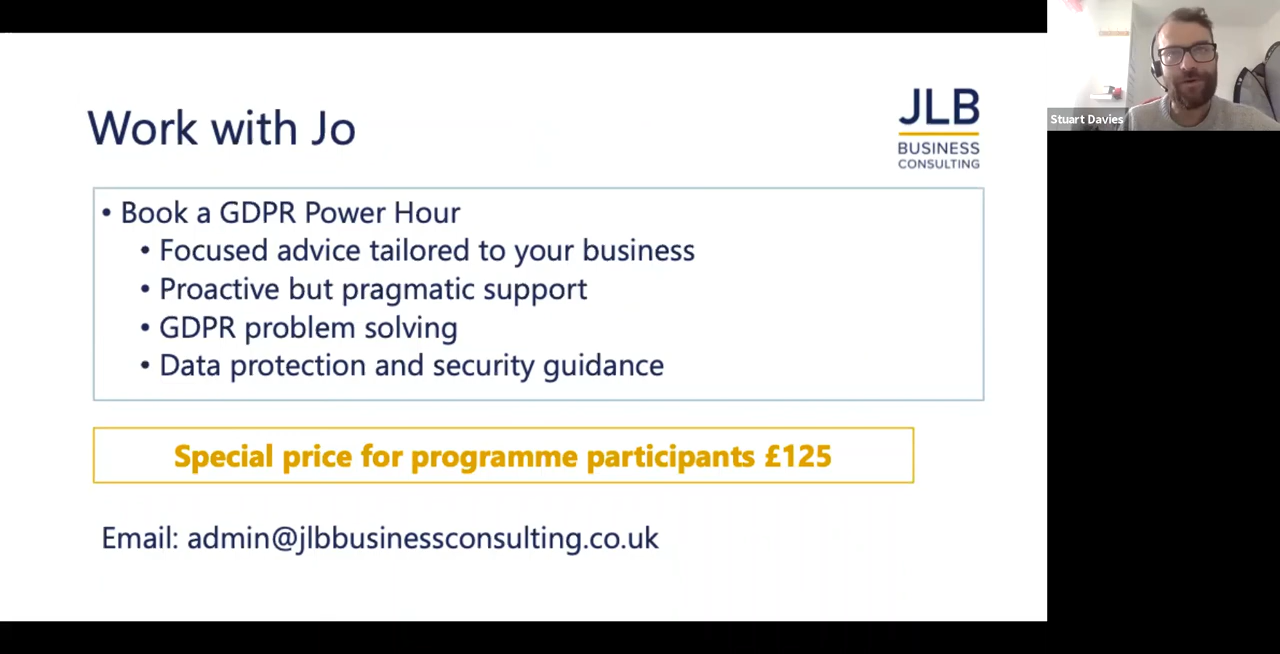 Work with Jo
JLB
BUSINESS
CONSULTING
• Book a GDPR Power Hour
• Focused advice tailored to your business
• Proactive but pragmatic support
• GDPR problem solving
• Data protection and security guidance
Special price for programme participants £125
Email: admin@jlbbusinessconsulting.co.uk
Stuart Davies